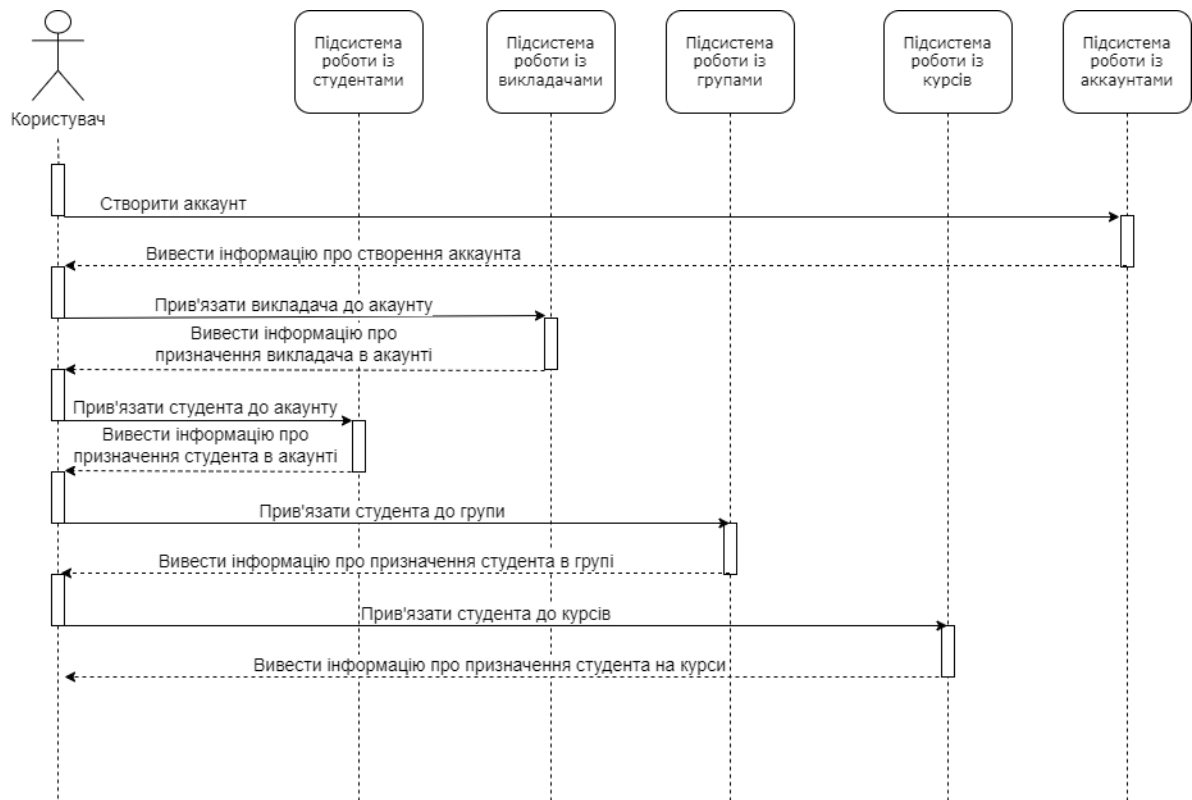 Користувач
Підсистема
роботи із
студентами
Підсистема
роботи із
викладачами
Підсистема
роботи із
групами
Підсистема
роботи із
курсів
Підсистема
роботи із
аккаунтами
Створити аккаунт
Вивести інформацію про створення аккаунта
Прив'язати викладача до акаунту
Вивести інформацію про
призначення викладача в акаунті
Прив'язати студента до акаунту
Вивести інформацію про
призначення студента в акаунті
Прив'язати студента до групи
Вивести інформацію про призначення студента в групі
Прив'язати студента до курсів
Вивести інформацію про призначення студента на курси